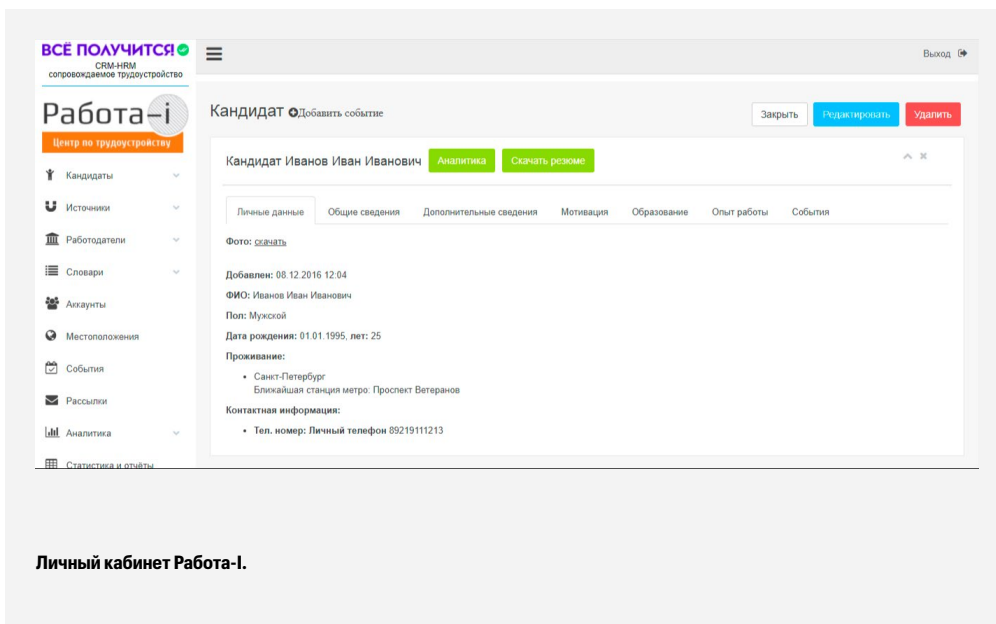 ВСЁ ПОЛУЧИТСЯ!
CRM-HRM
сопровождаемое трудоустройство
Выход
Работа-i
Центр по трудоустройству
Кандидат Добавить событие
Закрыть
Редактировать
Удалить
Кандидат Иванов Иван Иванович
Аналитика
Скачать резюме
Кандидаты
Источники
Работодатели
Словари
Аккаунты
Местоположения
События
Рассылки
Аналитика
Статистика и отчёты
Личные данные
Общие сведения
Дополнительные сведения
Мотивация
Образование
Опыт работы
События
Фото: скачать
Добавлен: 08.12.2016 12:04
ФИО: Иванов Иван Иванович
Пол: Мужской
Дата рождения: 01.01.1995, лет: 25
Проживание:
• Санкт-Петербург
Ближайшая станция метро: Проспект Ветеранов
Контактная информация:
• Тел. номер: Личный телефон 89219111213
Личный кабинет Работа-I.